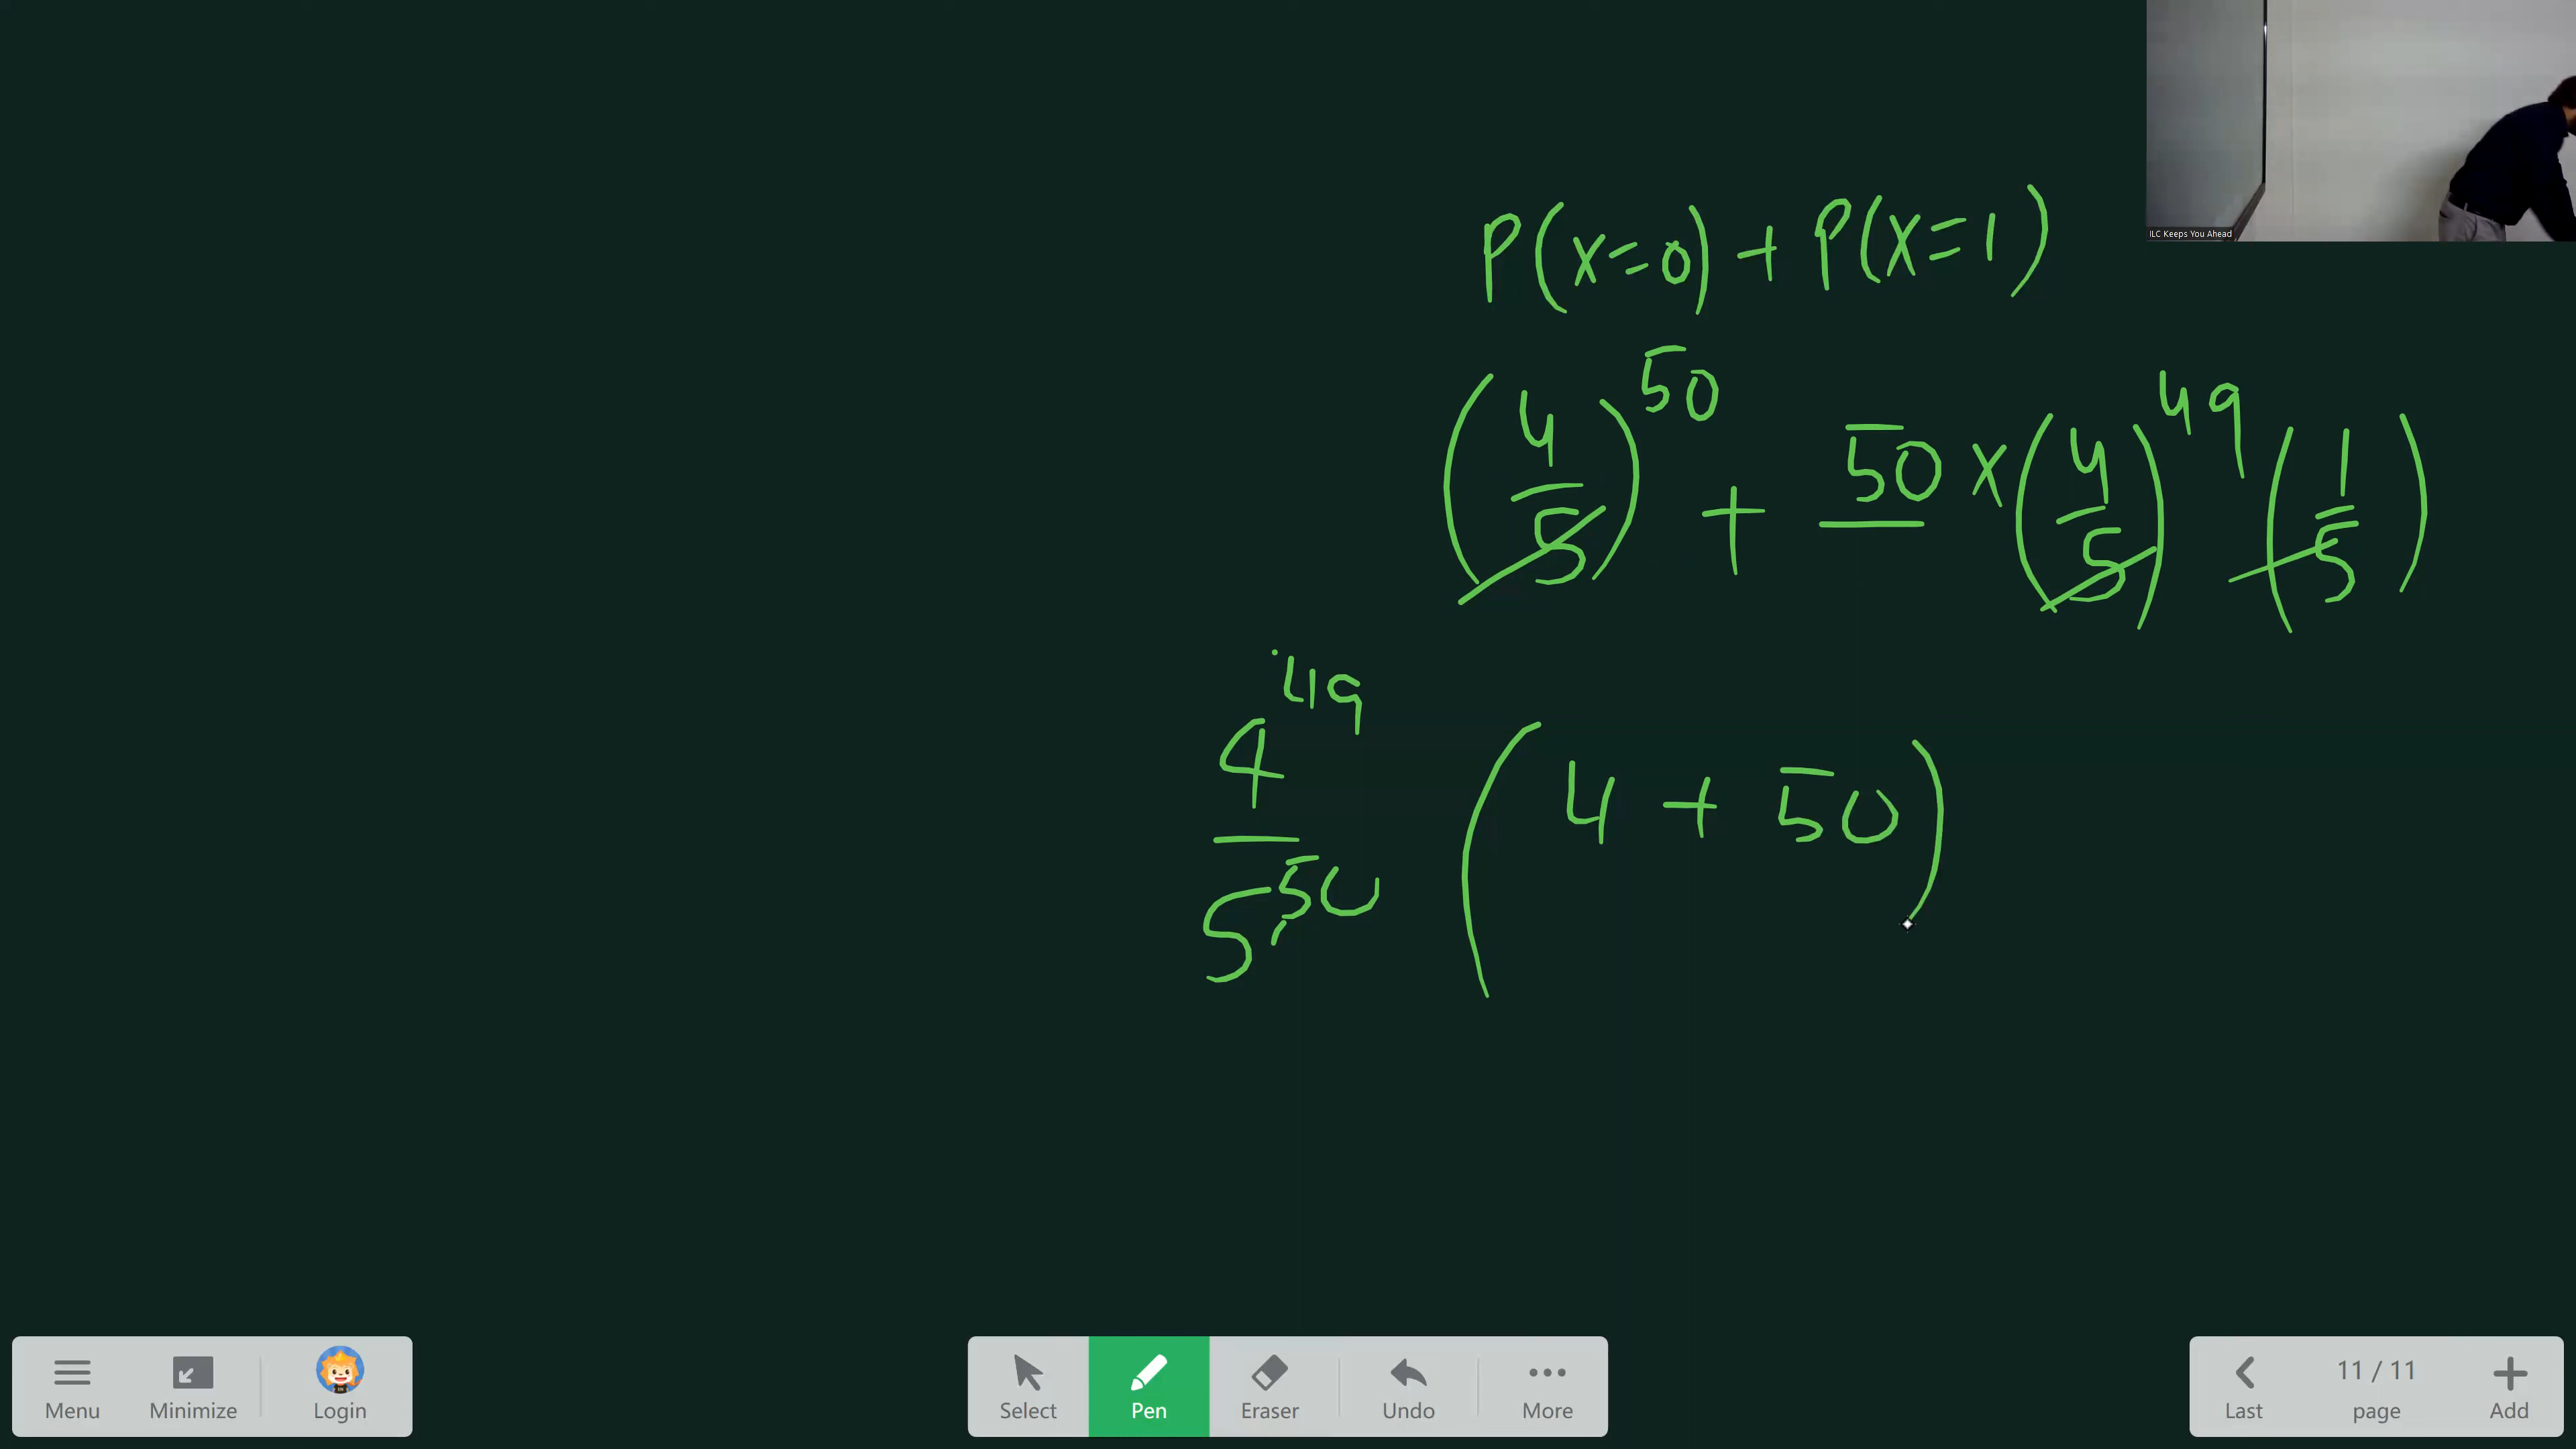 ILC Keeps You Ahead
P(x=0) + P(x=1)
(4/5)^50 + 50 x (4/5)^49 (1/5)
4^49/5^50 (4 + 50)
Menu Minimize Login Select Pen Eraser Undo More Last 11 / 11 page Add